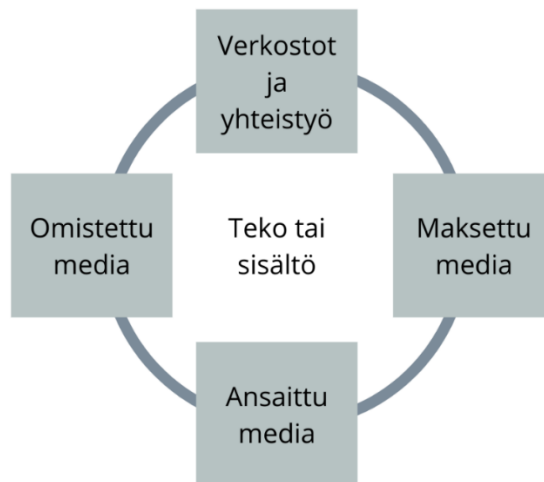 Verkostot
ja
yhteistyö
Omistettu
media
Teko tai
sisältö
Maksettu
media
Ansaittu
media